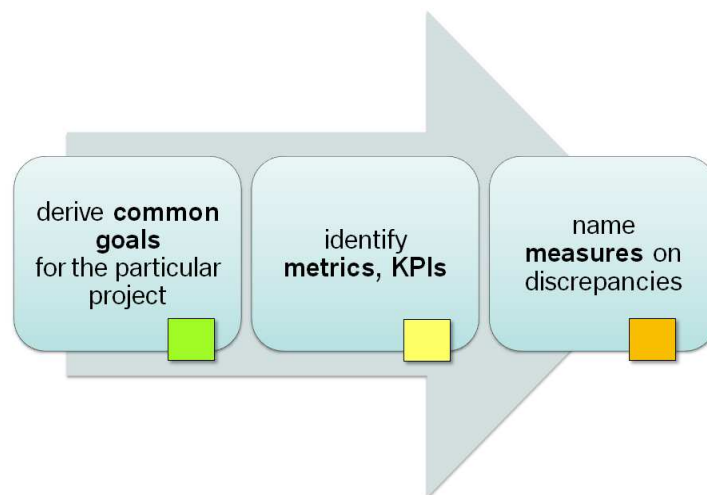 derive common
goals
for the particular
project
identify
metrics, KPIs
name
measures on
discrepancies